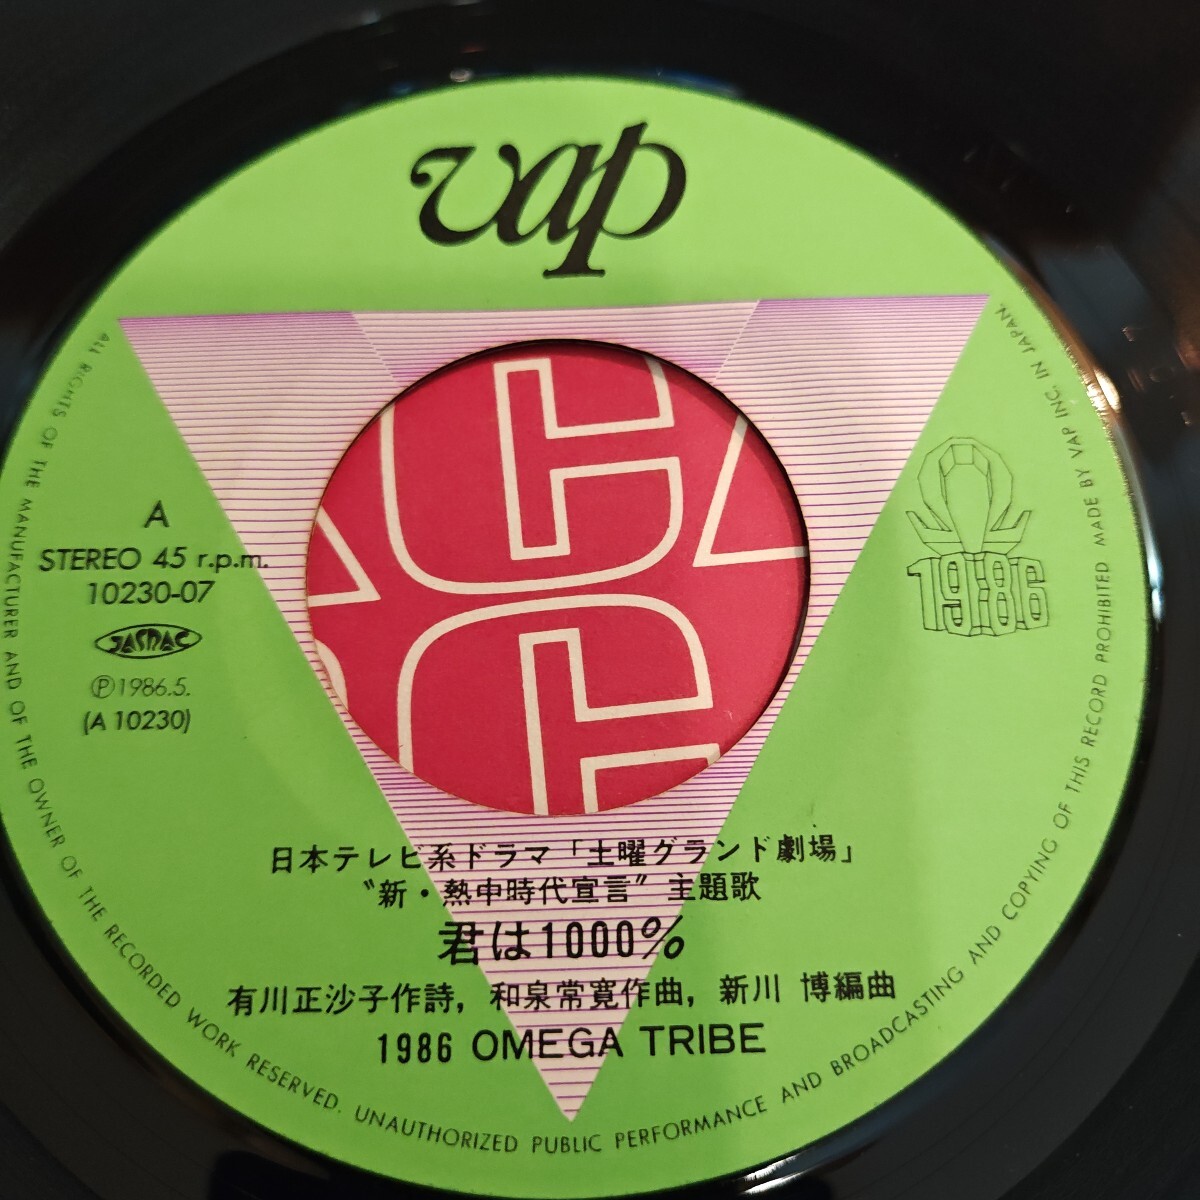 vap
A
STEREO 45 r.p.m.
10230-07
JASRAC
Ⓟ1986.5.
(A 10230)
1986
日本テレビ系ドラマ「土曜グランド劇場」
"新・熱中時代宣言" 主題歌
君は1000%
有川正沙子作詩, 和泉常寛作曲, 新川 博編曲
1986 OMEGA TRIBE
ALL RIGHTS OF THE MANUFACTURER AND OF THE OWNER OF THE RECORDED WORK RESERVED. UNAUTHORIZED PUBLIC PERFORMANCE AND BROADCASTING AND COPYING OF THIS RECORD PROHIBITED MADE BY VAP INC. IN JAPAN.